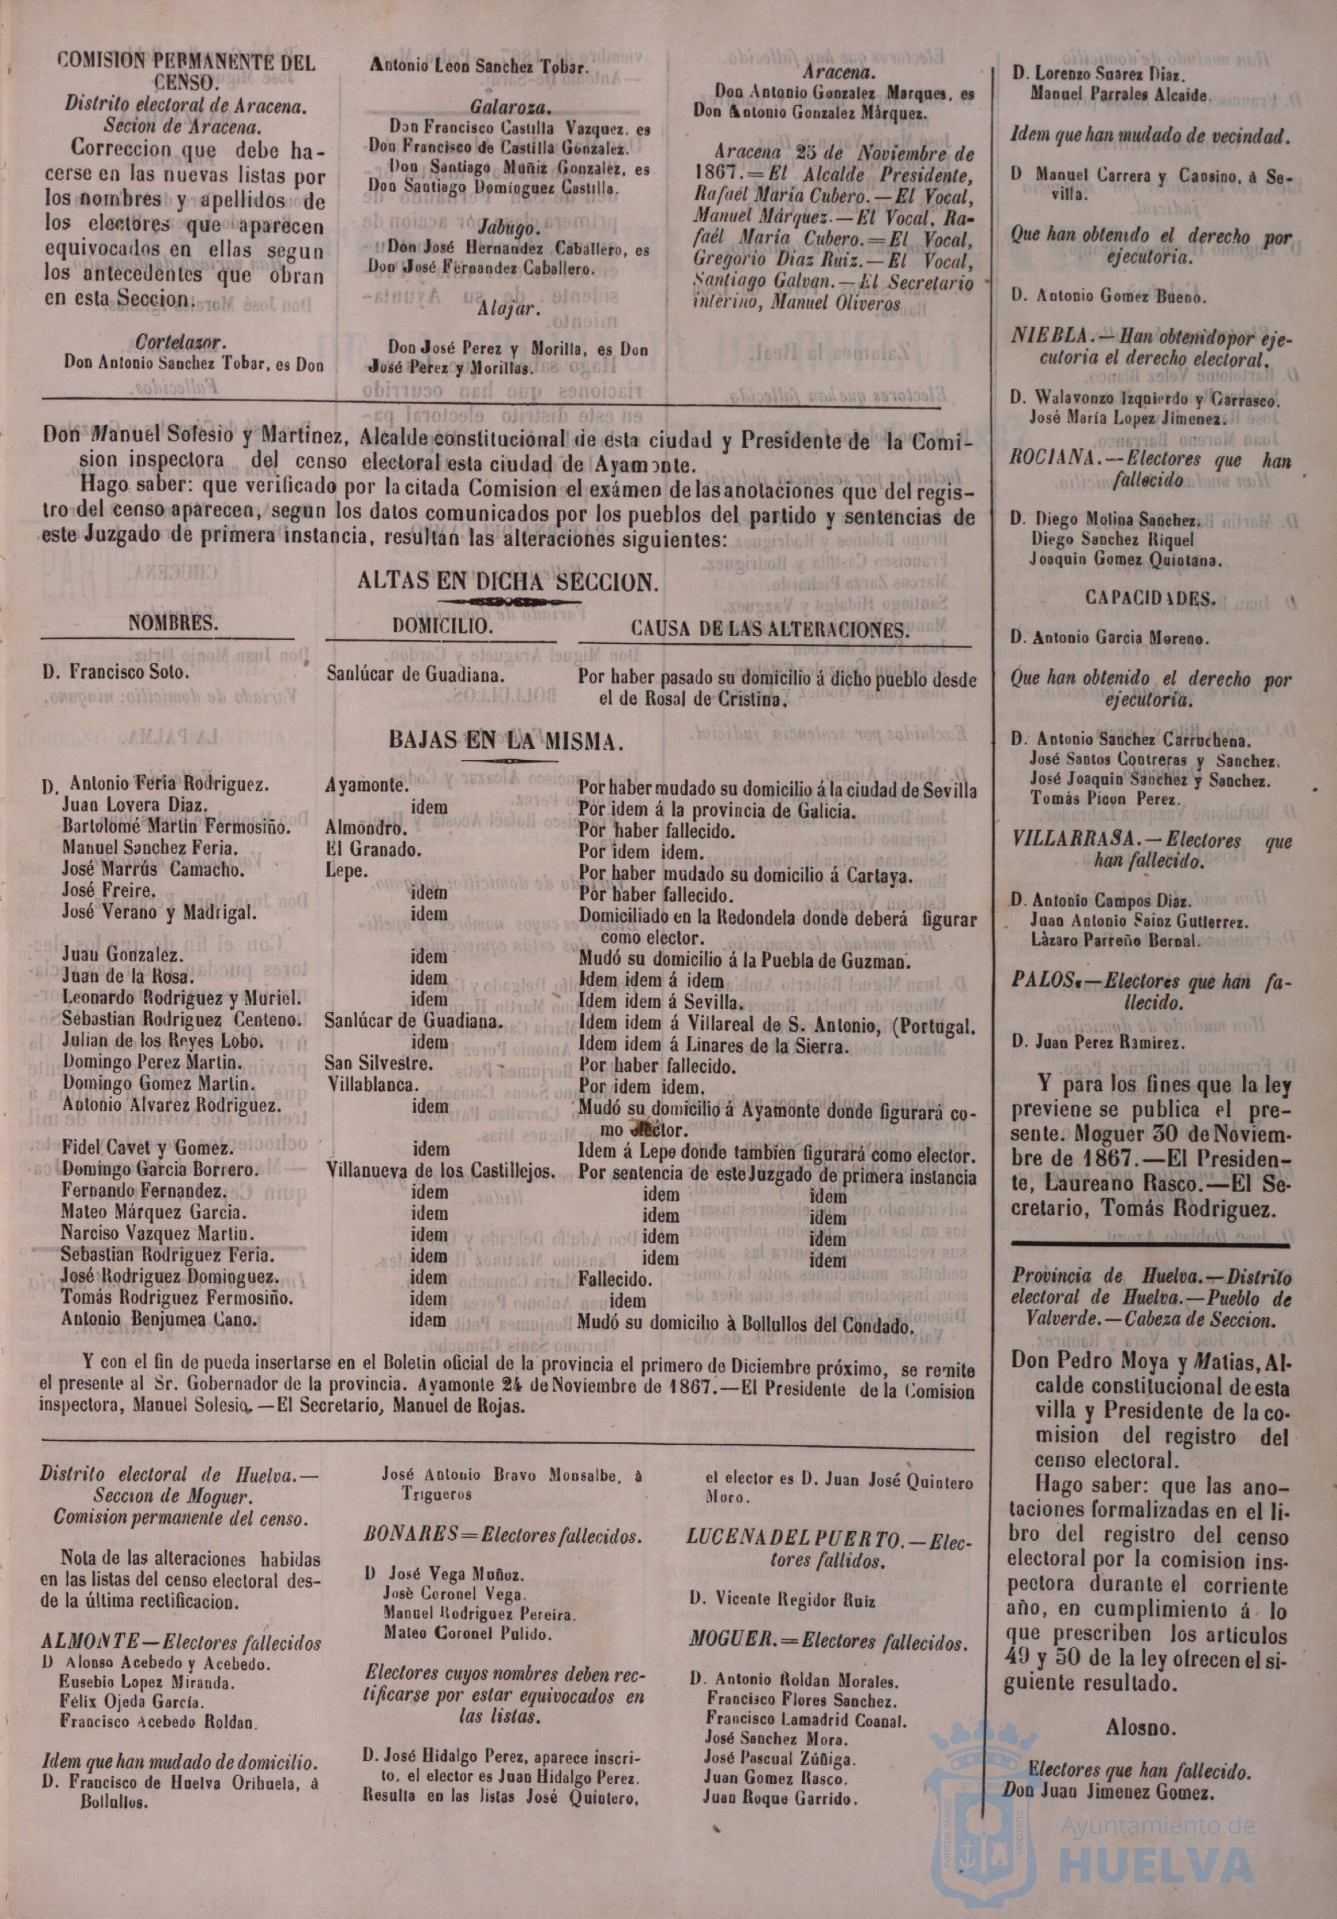 COMISION PERMANENTE DEL
CENSO.
Distrito electoral de Aracena.
Secion de Aracena.
Correccion que debe ha-
cerse en las nuevas listas por
los nombres y apellidos de
los electores que aparecen
equivocados en ellas segun
los antecedentes que obran
en esta Seccion.
Cortelazor.
Don Antonio Sanchez Tobar, es Don
Antonio Leon Sanchez Tobar.
Galaroza.
Don Francisco Castilla Vazquez, es
Don Francisco de Castilla Gonzalez.
Don Santiago Muñiz Gonzalez, es
Don Santiago Dominguez Castilla.
Jabugo.
Don José Hernandez Caballero, es
Don José Fernandez Caballero.
Alajar.
Don José Perez y Morilla, es Don
José Perez y Morillas.
Aracena.
Don Antonio Gonzalez Marques, es
Don Antonio Gonzalez Màrquez.
Aracena 25 de Noviembre de
1867.=El Alcalde Presidente,
Rafaél María Cubero.—El Vocal,
Manuel Márquez.—El Vocal, Ra-
faél María Cubero.=El Vocal,
Gregorio Diaz Ruiz.—El Vocal,
Santiago Galvan.—El Secretario
interino, Manuel Oliveros
Don Manuel Solesio y Martinez, Alcalde constitucional de esta ciudad y Presidente de la Comi-
sion inspectora del censo electoral esta ciudad de Ayamonte.
Hago saber: que verificado por la citada Comision el exámen de las anolaciones que del regis-
tro del censo aparecen, segun los datos comunicados por los pueblos del partido y sentencias de
este Juzgado de primera instancia, resultan las alteraciones siguientes:
ALTAS EN DICHA SECCION.
NOMBRES. DOMICILIO. CAUSA DE LAS ALTERACIONES.
D. Francisco Soto. Sanlúcar de Guadiana. Por haber pasado su domicilio á dicho pueblo desde
el de Rosal de Cristina.
BAJAS EN LA MISMA.
D. Antonio Feria Rodriguez. Ayamonte. Por haber mudado su domicilio á la ciudad de Sevilla
Juan Lovera Diaz. idem Por idem á la provincia de Galicia.
Bartolomé Martin Fermosiño. Almondro. Por haber fallecido.
Manuel Sanchez Feria. El Granado. Por idem idem.
José Marrús Camacho. Lepe. Por haber mudado su domicilio á Cartaya.
José Freire. idem Por haber fallecido.
José Verano y Madrigal. idem Domiciliado en la Redondela donde deberá figurar
como elector.
Juau Gonzalez. idem Mudó su domicilio á la Puebla de Guzman.
Juan de la Rosa. idem Idem idem á idem
Leonardo Rodriguez y Muriel. idem Idem idem á Sevilla.
Sebastian Rodriguez Centeno. Sanlúcar de Guadiana. Idem idem á Villareal de S. Antonio, (Portugal.
Julian de los Reyes Lobo. idem Idem idem á Linares de la Sierra.
Domingo Perez Martin. San Silvestre. Por haber fallecido.
Domingo Gomez Martin. Villablanca. Por idem idem.
Antonio Alvarez Rodriguez. idem Mudó su domicilio á Ayamonte donde figurará co-
mo elector.
Fidel Cavet y Gomez. idem Idem á Lepe donde tambien figurará como elector.
Domingo Garcia Borrero. Villanueva de los Castillejos. Por sentencia de este Juzgado de primera instancia
Fernando Fernandez. idem idem idem
Mateo Márquez Garcia. idem idem idem
Narciso Vazquez Martin. idem idem idem
Sebastian Rodriguez Feria. idem idem idem
José Rodriguez Dominguez. idem Fallecido.
Tomás Rodriguez Fermosiño. idem idem
Antonio Benjumea Cano. idem Mudó su domicilio à Bollullos del Condado.
Y con el fin de pueda insertarse en el Boletin oficial de la provincia el primero de Diciembre próximo, se remite
el presente al Sr. Gobernador de la provincia. Ayamonte 24 de Noviembre de 1867.—El Presidente de la Comision
inspectora, Manuel Solesio.—El Secretario, Manuel de Rojas.
Distrito electoral de Huelva.—
Seccion de Moguer.
Comision permanente del censo.
Nota de las alteraciones habidas
en las listas del censo electoral des-
de la última rectificacion.
ALMONTE—Electores fallecidos
D Alonso Acebedo y Acebedo.
Eusebio Lopez Miranda.
Félix Ojeda García.
Francisco Acebedo Roldan.
Idem que han mudado de domicilio.
D. Francisco de Huelva Orihuela, à
Bollullos.
José Antonio Bravo Monsalbe, à
Trigueros
BONARES=Electores fallecidos.
D José Vega Muñoz.
Josè Coronel Vega.
Manuel Rodriguez Pereira.
Mateo Coronel Pulido.
Electores cuyos nombres deben rec-
tificarse por estar equivocados en
las listas.
D. José Hidalgo Perez, aparece inscri-
to, el elector es Juan Hidalgo Perez.
Resulta en las listas José Quintero,
el elector es D. Juan José Quintero
Moro.
LUCENA DEL PUERTO.—Elec-
tores fallidos.
D. Vicente Regidor Ruiz
MOGUER.=Electores fallecidos.
D. Antonio Roldan Morales.
Francisco Flores Sanchez.
Francisco Lamadrid Coanal.
José Sanchez Mora.
José Pascual Zúñiga.
Juan Gomez Rasco.
Juan Roque Garrido.
D. Lorenzo Suarez Diaz.
Manuel Parrales Alcaide.
Idem que han mudado de vecindad.
D Manuel Carrera y Cansino, à Se-
villa.
Que han obtenido el derecho por
ejecutoria.
D. Antonio Gomez Bueno.
NIEBLA.—Han obtenido por eje-
cutoria el derecho electoral.
D. Walavonzo Izquierdo y Carrasco.
José María Lopez Jimenez.
ROCIANA.—Electores que han
fallecido
D. Diego Molina Sanchez.
Diego Sanchez Riquel
Joaquin Gomez Quintana.
CAPACIDADES.
D. Antonio Garcia Moreno.
Que han obtenido el derecho por
ejecutoria.
D. Antonio Sanchez Carruchena.
José Santos Contreras y Sanchez.
José Joaquin Sanchez y Sanchez.
Tomás Picon Perez.
VILLARRASA.—Electores que
han fallecido.
D. Antonio Campos Diaz.
Juan Antonio Sainz Gutierrez.
Làzaro Parreño Bernal.
PALOS.—Electores que han fa-
llecido.
D. Juan Perez Ramirez.
Y para los fines que la ley
previene se publica el pre-
sente. Moguer 30 de Noviem-
bre de 1867.—El Presiden-
te, Laureano Rasco.—El Se-
cretario, Tomás Rodriguez.
Provincia de Huelva.—Distrito
electoral de Huelva.—Pueblo de
Valverde.—Cabeza de Seccion.
Don Pedro Moya y Matias, Al-
calde constitucional de esta
villa y Presidente de la co-
mision del registro del
censo electoral.
Hago saber: que las ano-
taciones formalizadas en el li-
bro del registro del censo
electoral por la comision ins-
pectora durante el corriente
año, en cumplimiento á lo
que prescriben los artículos
49 y 50 de la ley ofrecen el si-
guiente resultado.
Alosno.
Electores que han fallecido.
Don Juan Jimenez Gomez.
Ayuntamiento de
HUELVA